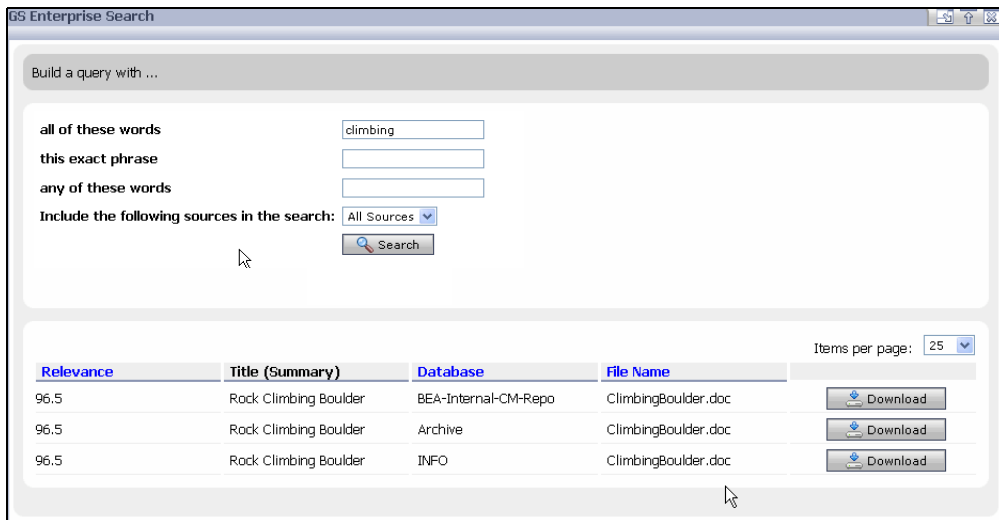 GS Enterprise Search
Build a query with ...
all of these words climbing
this exact phrase
any of these words
Include the following sources in the search: All Sources
Search
Items per page: 25
Relevance Title (Summary) Database File Name
96.5 Rock Climbing Boulder BEA-Internal-CM-Repo ClimbingBoulder.doc Download
96.5 Rock Climbing Boulder Archive ClimbingBoulder.doc Download
96.5 Rock Climbing Boulder INFO ClimbingBoulder.doc Download